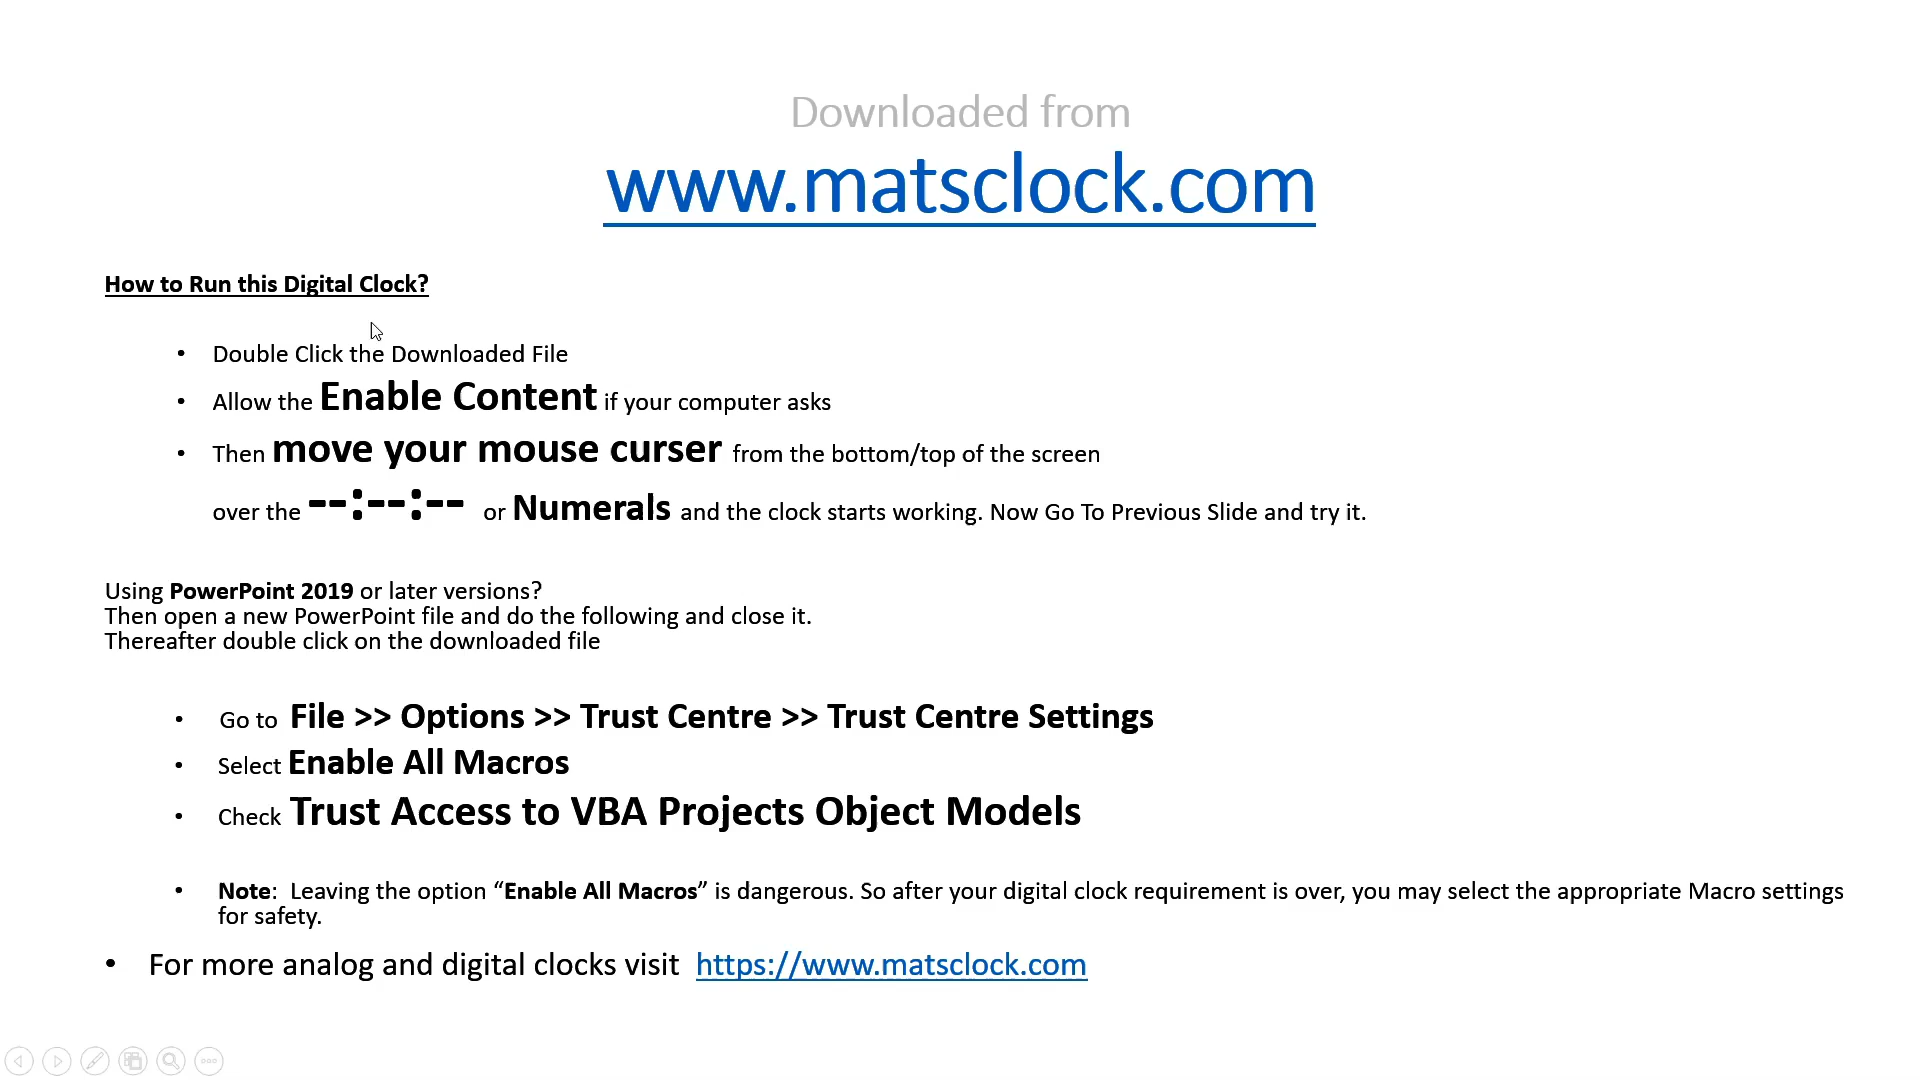 Downloaded from
www.matsclock.com
How to Run this Digital Clock?
• Double Click the Downloaded File
• Allow the Enable Content if your computer asks
• Then move your mouse curser from the bottom/top of the screen
over the --:--:-- or Numerals and the clock starts working. Now Go To Previous Slide and try it.
Using PowerPoint 2019 or later versions?
Then open a new PowerPoint file and do the following and close it.
Thereafter double click on the downloaded file
• Go to File >> Options >> Trust Centre >> Trust Centre Settings
• Select Enable All Macros
• Check Trust Access to VBA Projects Object Models
• Note: Leaving the option “Enable All Macros” is dangerous. So after your digital clock requirement is over, you may select the appropriate Macro settings
for safety.
• For more analog and digital clocks visit https://www.matsclock.com